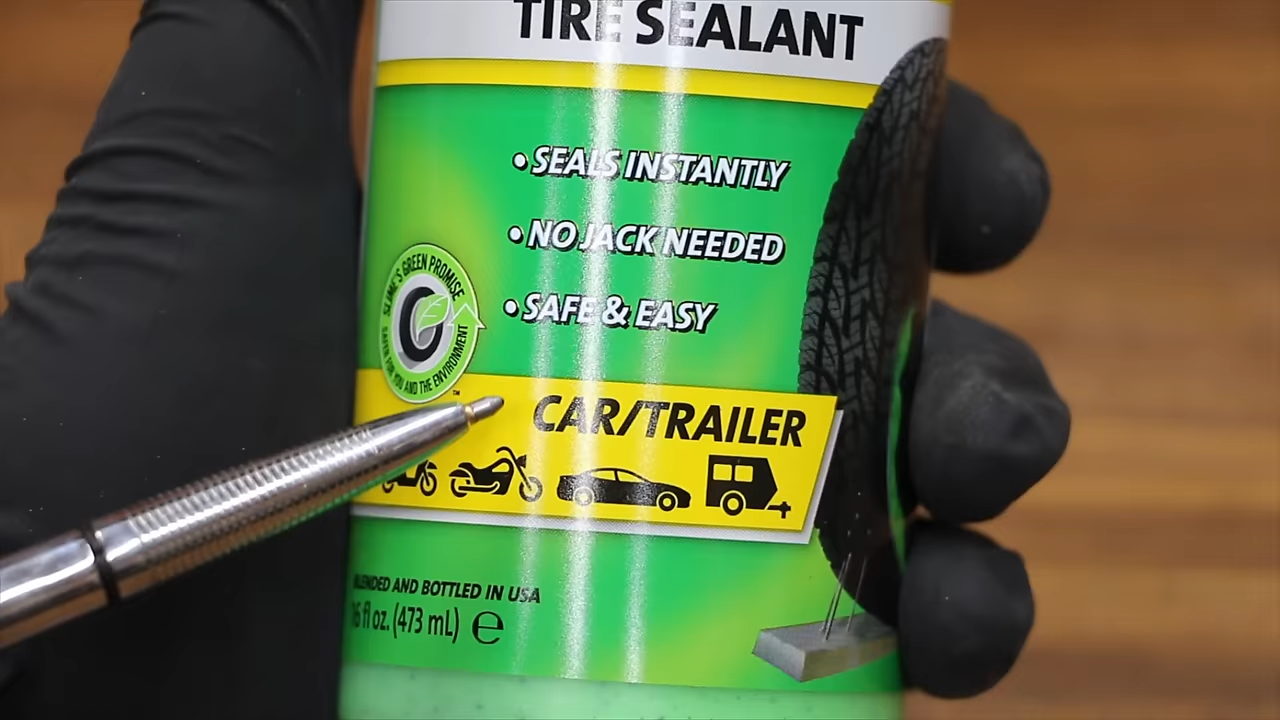 TIRE SEALANT
• SEALS INSTANTLY
• NO JACK NEEDED
• SAFE & EASY
SLIME'S GREEN PROMISE
SAFER FOR YOU AND THE ENVIRONMENT
™
CAR/TRAILER
BLENDED AND BOTTLED IN USA
16 fl oz. (473 mL) ℮